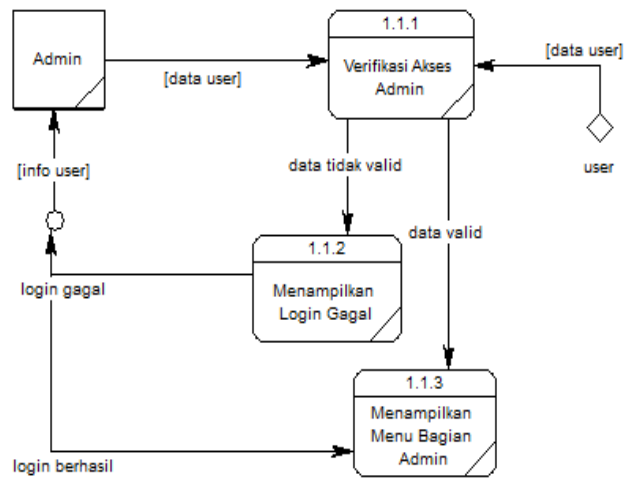 Admin
[data user]
1.1.1
Verifikasi Akses
Admin
[data user]
user
[info user]
data tidak valid
data valid
1.1.2
Menampilkan
Login Gagal
login gagal
1.1.3
Menampilkan
Menu Bagian
Admin
login berhasil